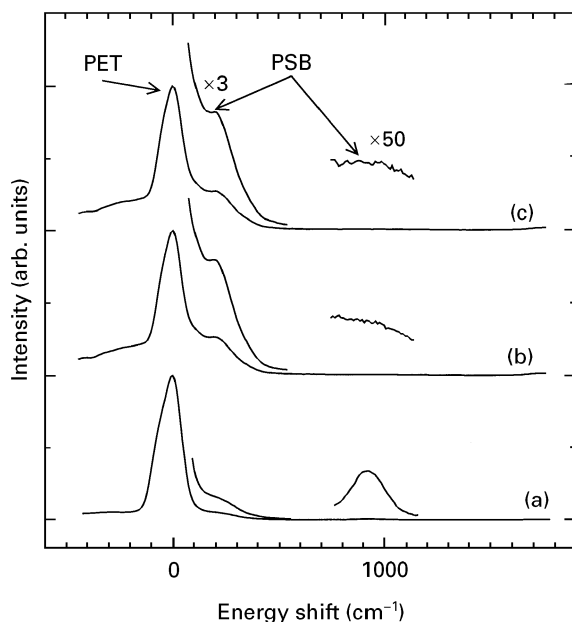 PET
PSB
×3
×50
(c)
(b)
(a)
Intensity (arb. units)
0
1000
Energy shift (cm⁻¹)